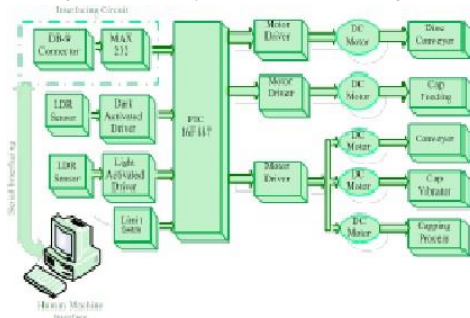 Interfacing Circuit
DB-9
Connector
MAX
232
LDR
Sensor
Dark
Activated
Driver
LDR
Sensor
Light
Activated
Driver
Limit
Switch
PIC
Motor
Driver
DC
Motor
Disc
Conveyor
Motor
Driver
DC
Motor
Cap
Feeding
Motor
Driver
DC
Motor
Conveyor
DC
Motor
Cap
Vibrator
DC
Motor
Capping
Process
Serial Interfacing
Human Machine
Interface